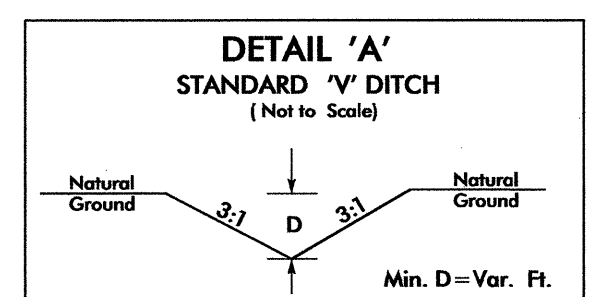 DETAIL 'A'
STANDARD 'V' DITCH
( Not to Scale)
Natural
Ground
3:1
D
3:1
Natural
Ground
Min. D=Var. Ft.